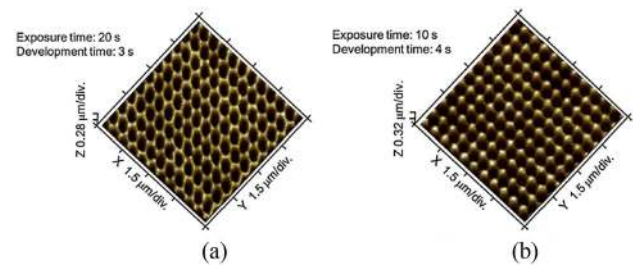 Exposure time: 20 s
Development time: 3 s
Z 0.28 µm/div.
X 1.5 µm/div.
Y 1.5 µm/div.
(a)
Exposure time: 10 s
Development time: 4 s
Z 0.32 µm/div.
X 1.5 µm/div.
Y 1.5 µm/div.
(b)